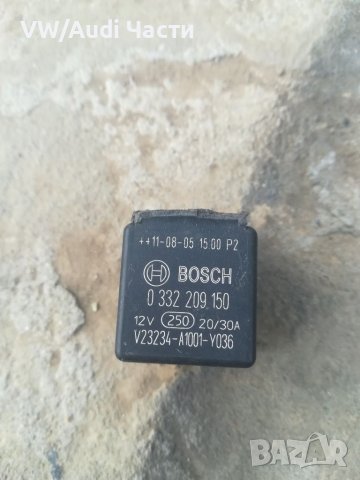 VW/Audi Части
++11-08-05 15:00 P2
BOSCH
0 332 209 150
12V 250 20/30A
V23234-A1001-Y036
BAZAR